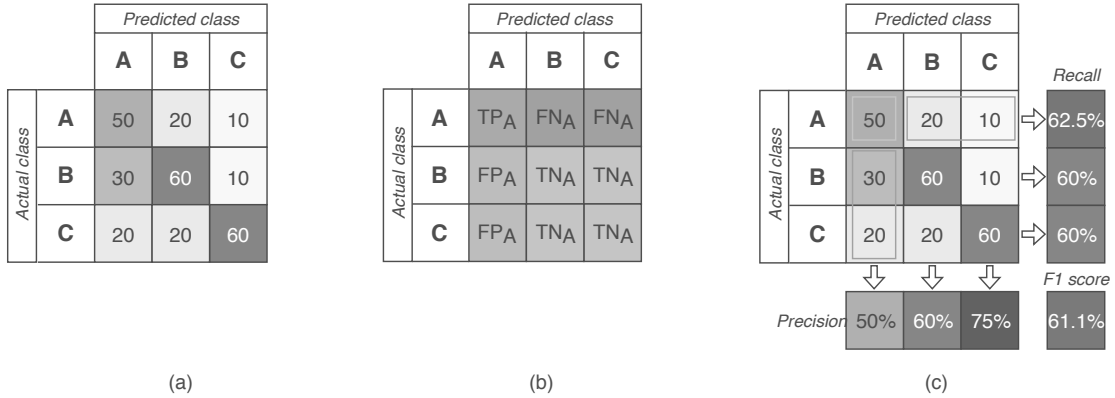 Predicted class
A B C
Actual class
A 50 20 10
B 30 60 10
C 20 20 60
(a)
Predicted class
A B C
Actual class
A TPA FNA FNA
B FPA TNA TNA
C FPA TNA TNA
(b)
Predicted class
A B C
Recall
Actual class
A 50 20 10 62.5%
B 30 60 10 60%
C 20 20 60 60%
F1 score
Precision 50% 60% 75% 61.1%
(c)